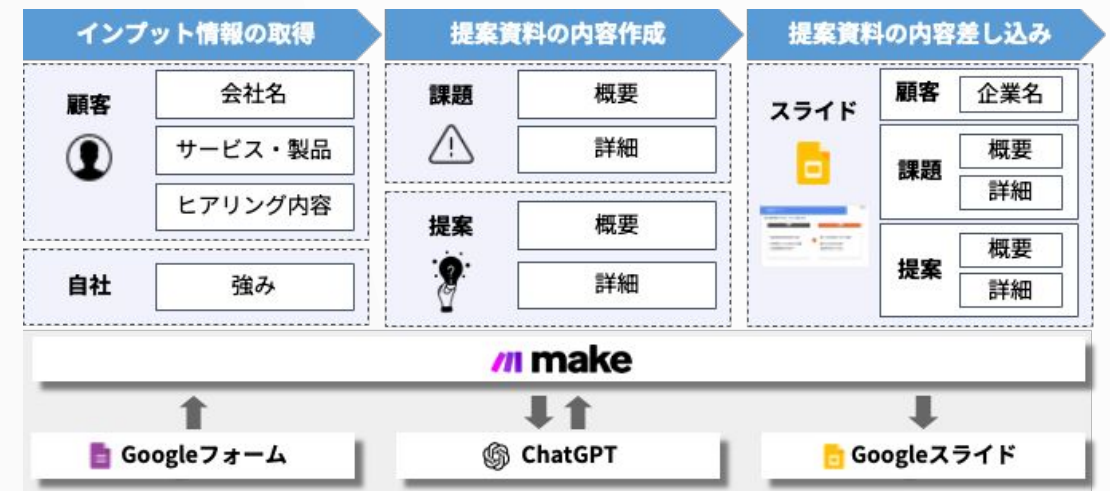 インプット情報の取得
提案資料の内容作成
提案資料の内容差し込み
顧客
会社名
サービス・製品
ヒアリング内容
自社
強み
課題
概要
詳細
提案
概要
詳細
スライド
顧客
企業名
課題
概要
詳細
提案
概要
詳細
make
Googleフォーム
ChatGPT
Googleスライド